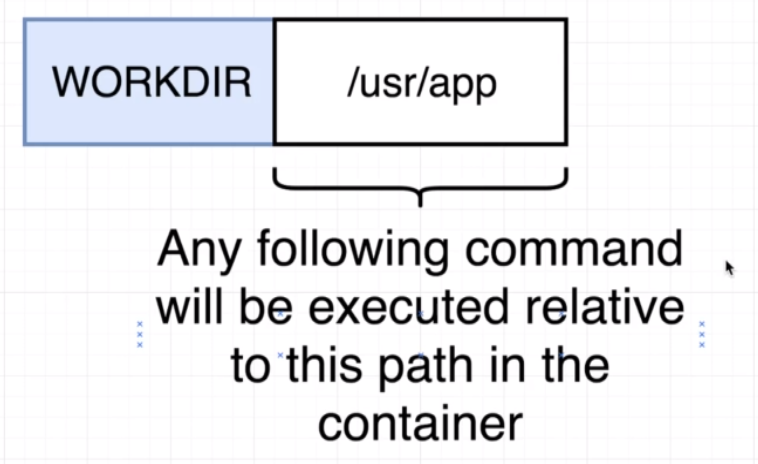 WORKDIR /usr/app
Any following command
will be executed relative
to this path in the
container